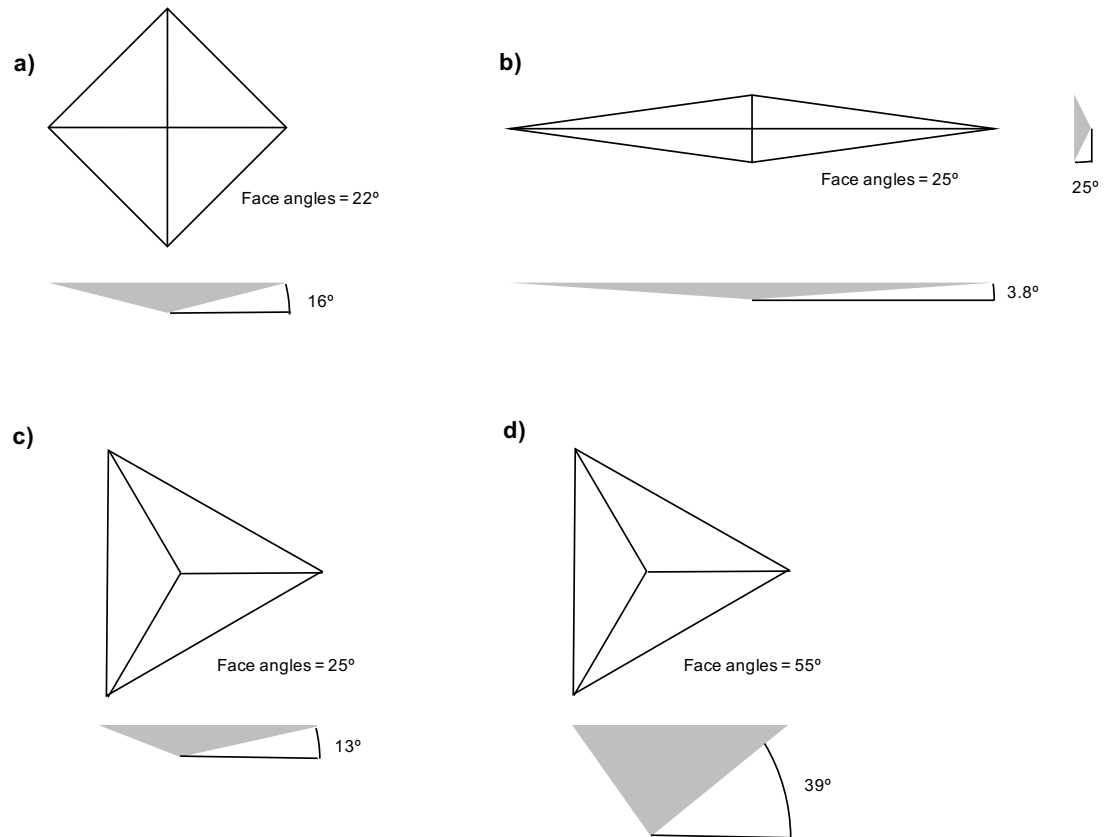 a)
Face angles = 22º
16º
b)
Face angles = 25º
25º
3.8º
c)
Face angles = 25º
13º
d)
Face angles = 55º
39º